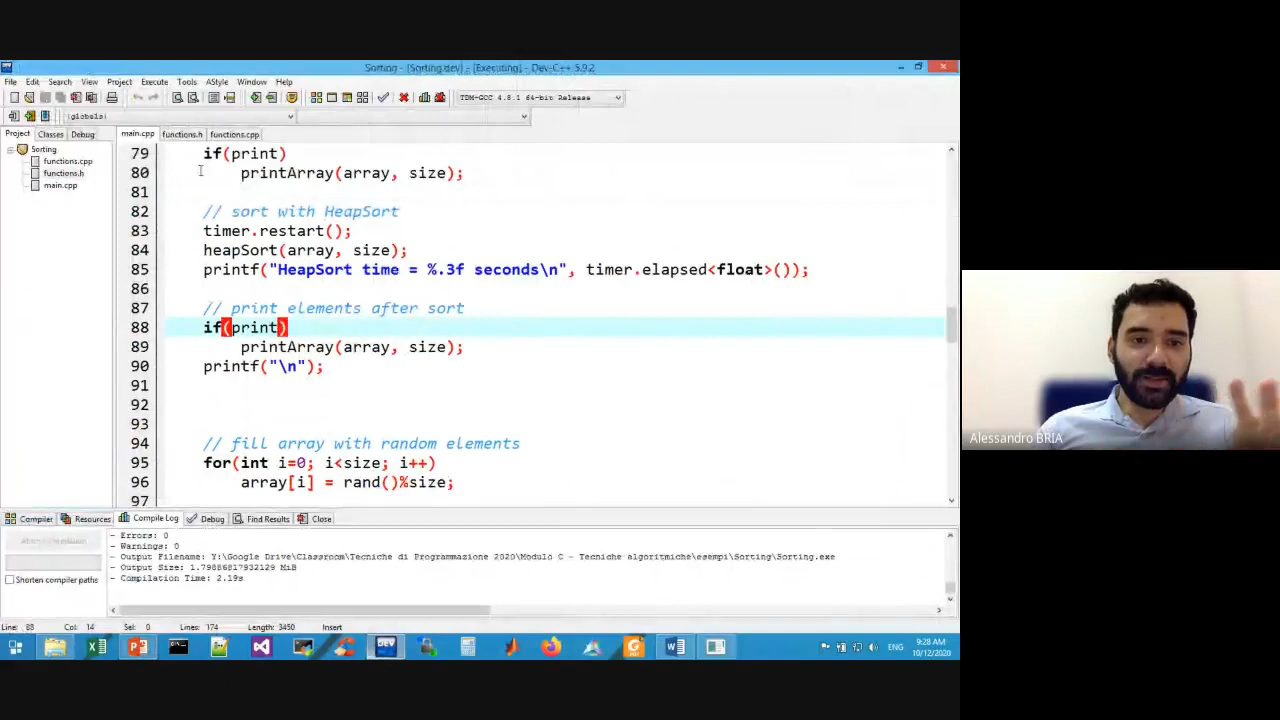 Sorting - [Sorting.dev] - [Executing] - Dev-C++ 5.9.2
File Edit Search View Project Execute Tools AStyle Window Help
TDM-GCC 4.8.1 64-bit Release
(globals)
Project Classes Debug
main.cpp functions.h functions.cpp
Sorting
functions.cpp
functions.h
main.cpp
79 if(print)
80 printArray(array, size);
81
82 // sort with HeapSort
83 timer.restart();
84 heapSort(array, size);
85 printf("HeapSort time = %.3f seconds\n", timer.elapsed<float>());
86
87 // print elements after sort
88 if(print)
89 printArray(array, size);
90 printf("\n");
91
92
93
94 // fill array with random elements
95 for(int i=0; i<size; i++)
96 array[i] = rand()%size;
97
Compiler Resources Compile Log Debug Find Results Close
Shorten compiler paths
- Errors: 0
- Warnings: 0
- Output Filename: Y:\Google Drive\Classroom\Tecniche di Programmazione 2020\Modulo C - Tecniche algoritmiche\esempi\Sorting\Sorting.exe
- Output Size: 1.79886817932129 MiB
- Compilation Time: 2.19s
Line: 88 Col: 14 Sel: 0 Lines: 174 Length: 3450 Insert
DEV
ENG
9:28 AM
10/12/2020
Alessandro BRIA